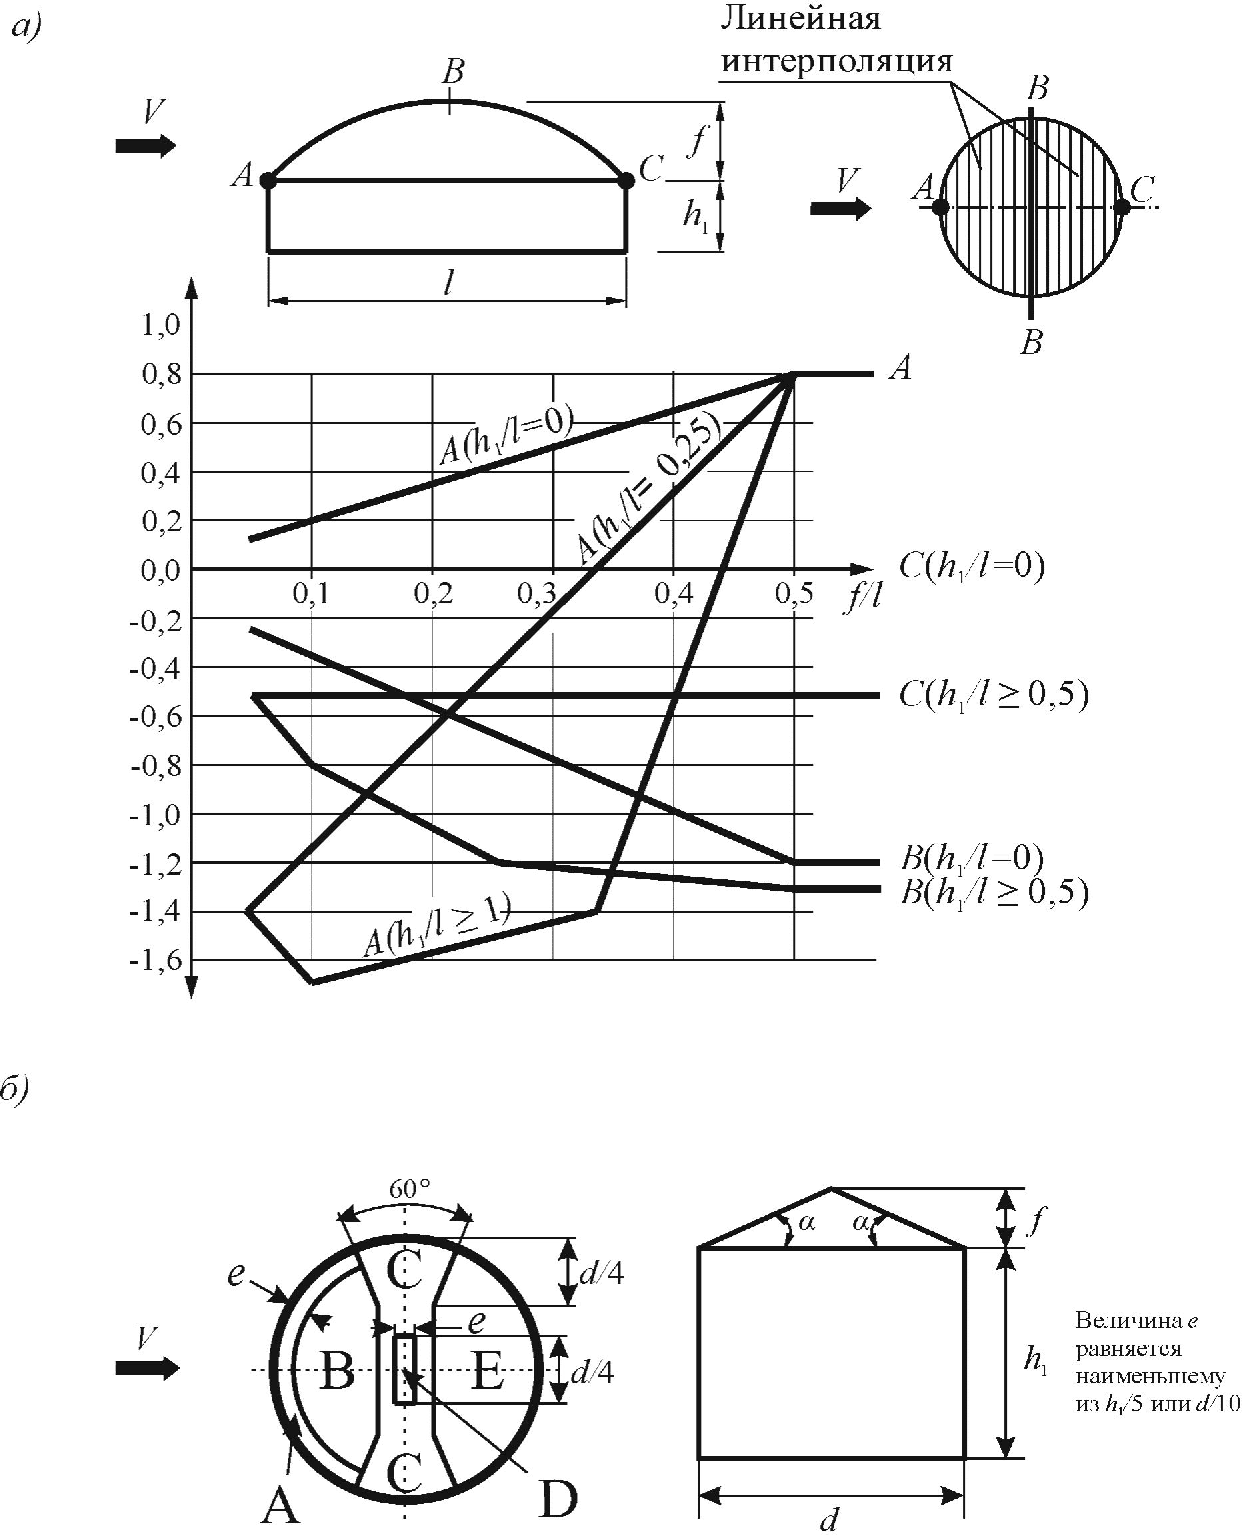 а)
Линейная
интерполяция
V
B
A
C
f
h₁
l
V
B
A
C
B
1,0
0,8
0,6
0,4
0,2
0,0
-0,2
-0,4
-0,6
-0,8
-1,0
-1,2
-1,4
-1,6
0,1
0,2
0,3
0,4
0,5
f/l
A
A(h₁/l=0)
A(h₁/l= 0,25)
A(h₁/l ≥ 1)
C(h₁/l=0)
C(h₁/l ≥ 0,5)
B(h₁/l–0)
B(h₁/l ≥ 0,5)
б)
60°
e
C
d/4
V
B
e
E
d/4
C
A
D
α
α
f
h₁
d
Величина e
равняется
наименьшему
из h₁/5 или d/10